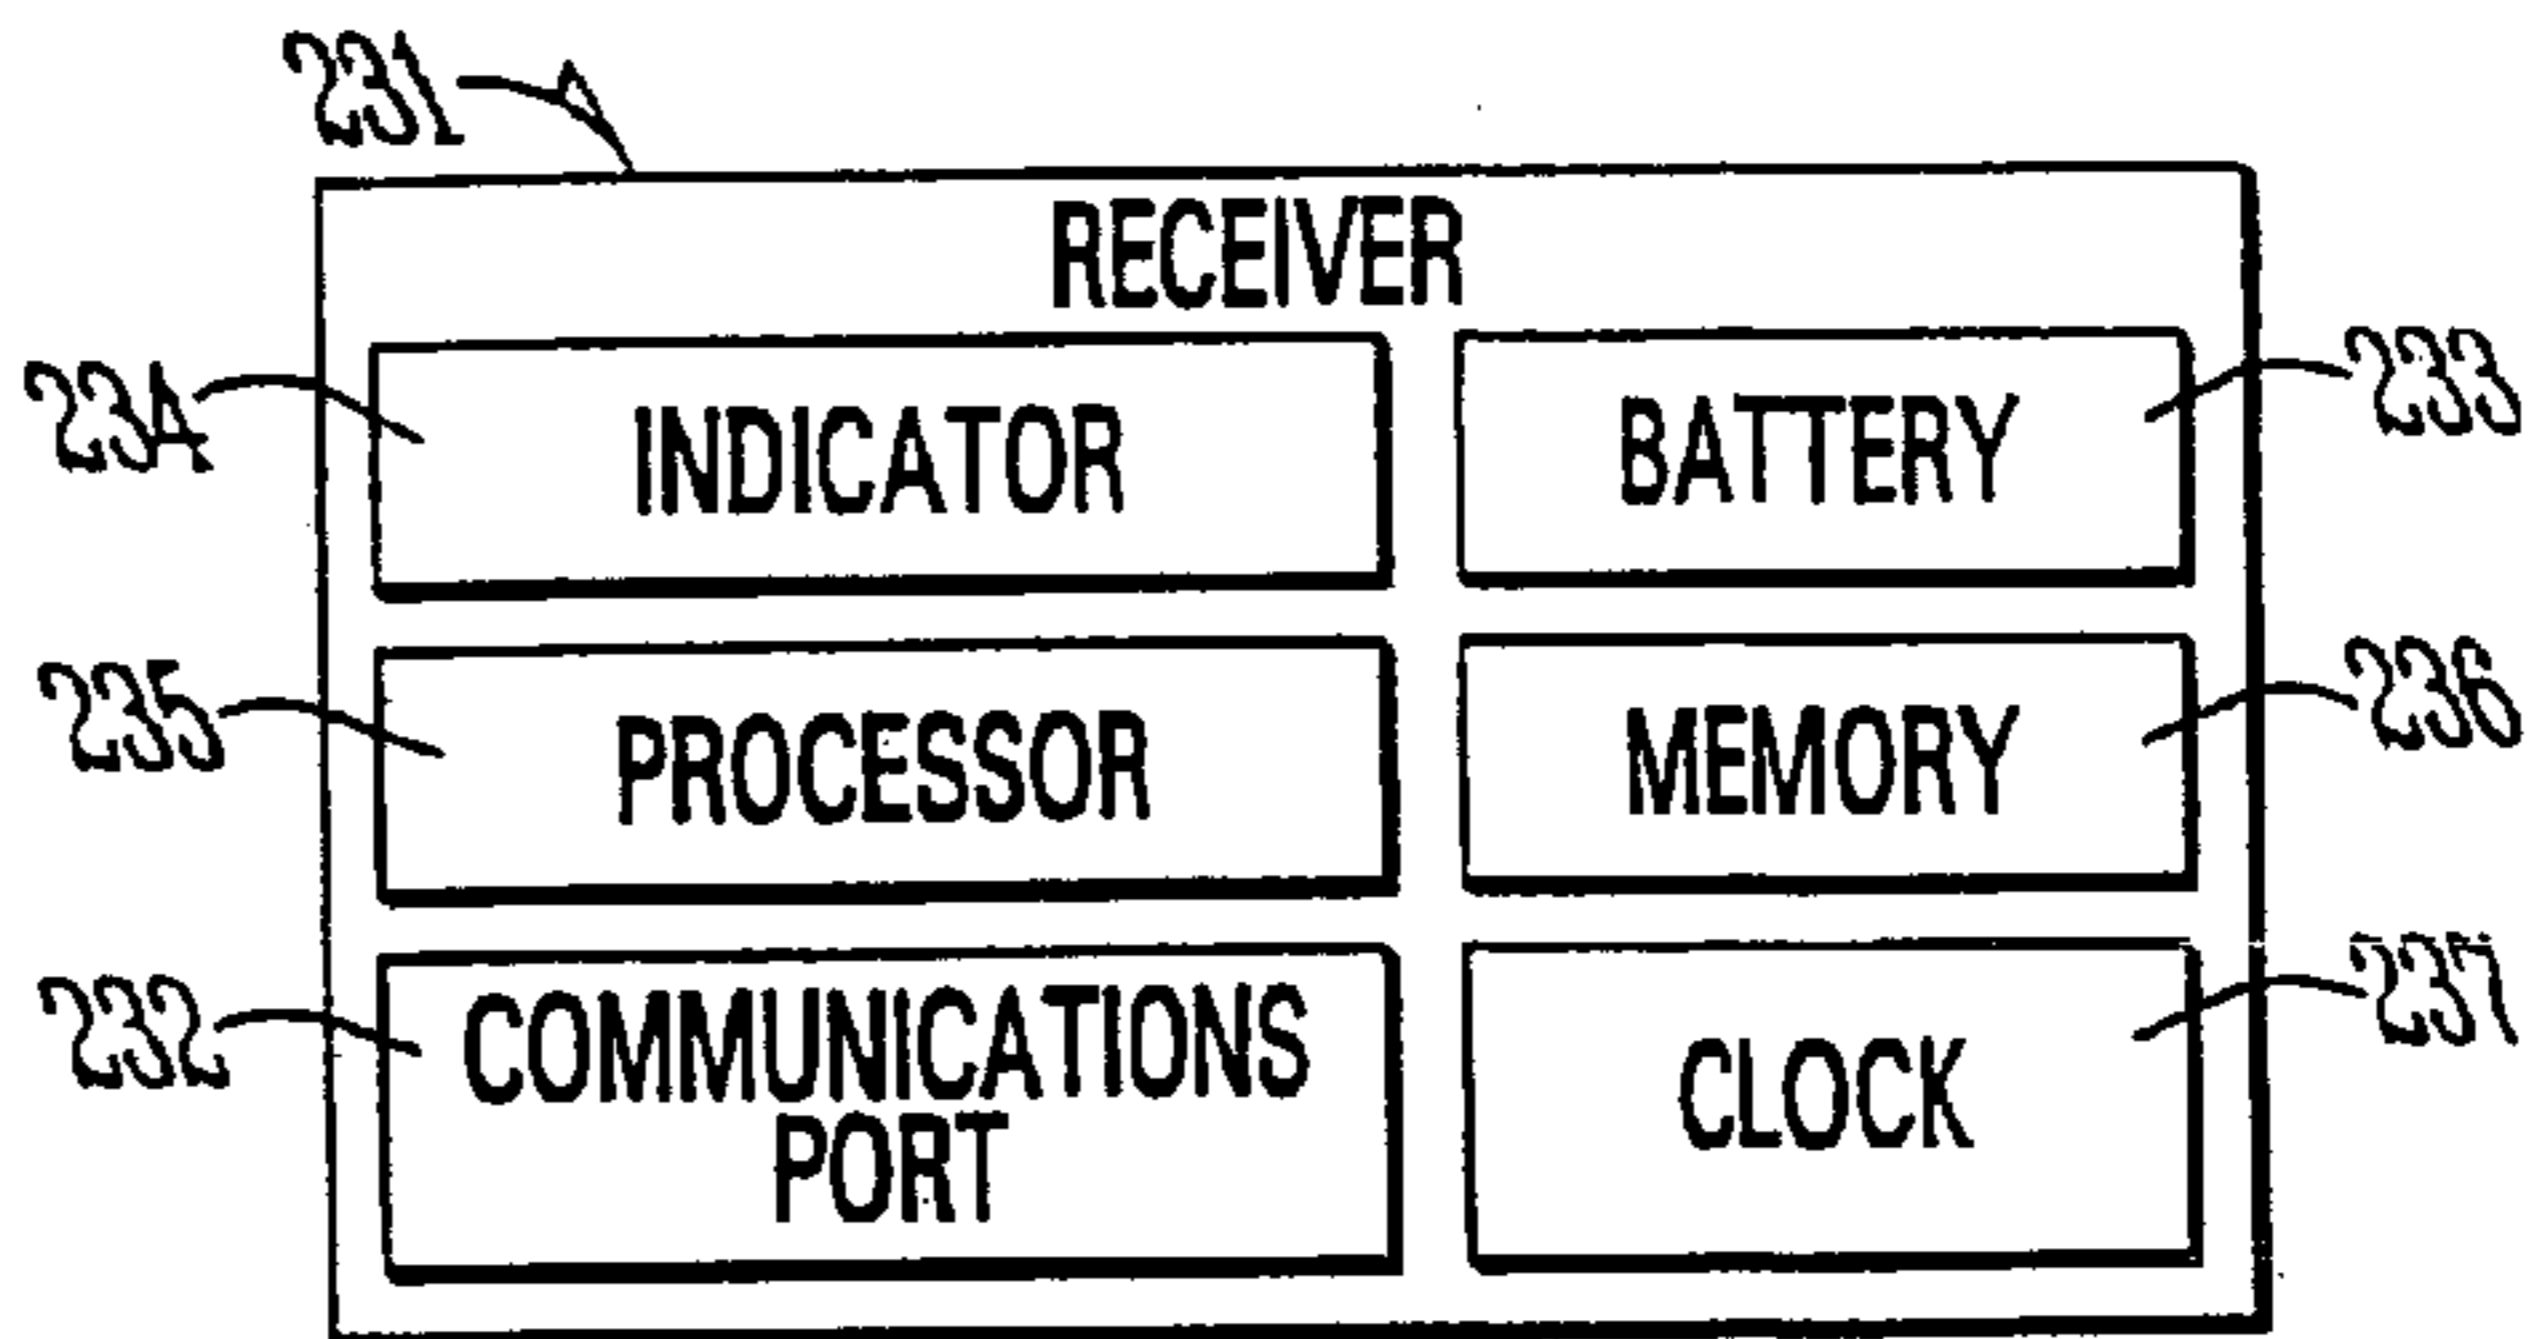 231
RECEIVER
234
INDICATOR
BATTERY
233
235
PROCESSOR
MEMORY
236
232
COMMUNICATIONS
PORT
CLOCK
237